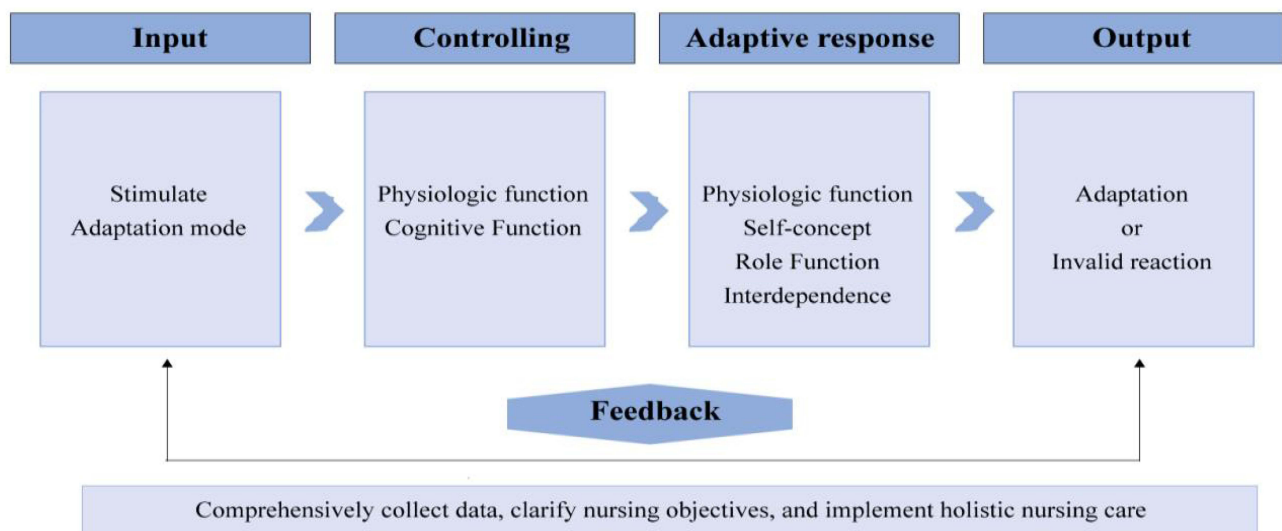 Input
Controlling
Adaptive response
Output
Stimulate
Adaptation mode
Physiologic function
Cognitive Function
Physiologic function
Self-concept
Role Function
Interdependence
Adaptation
or
Invalid reaction
Feedback
Comprehensively collect data, clarify nursing objectives, and implement holistic nursing care